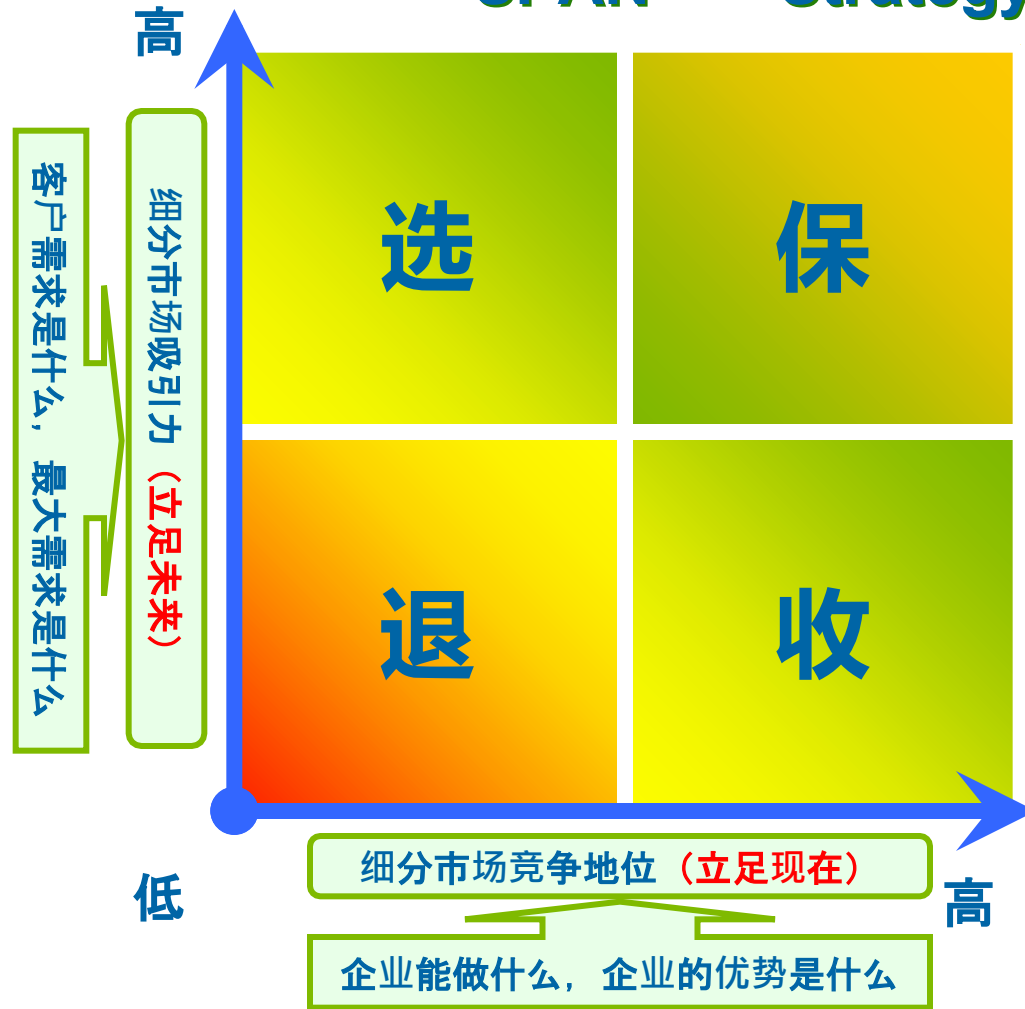 SPAN Strategy
高
客户需求是什么，最大需求是什么
细分市场吸引力（立足未来）
选
保
退
收
低
细分市场竞争地位（立足现在）
高
企业能做什么，企业的优势是什么